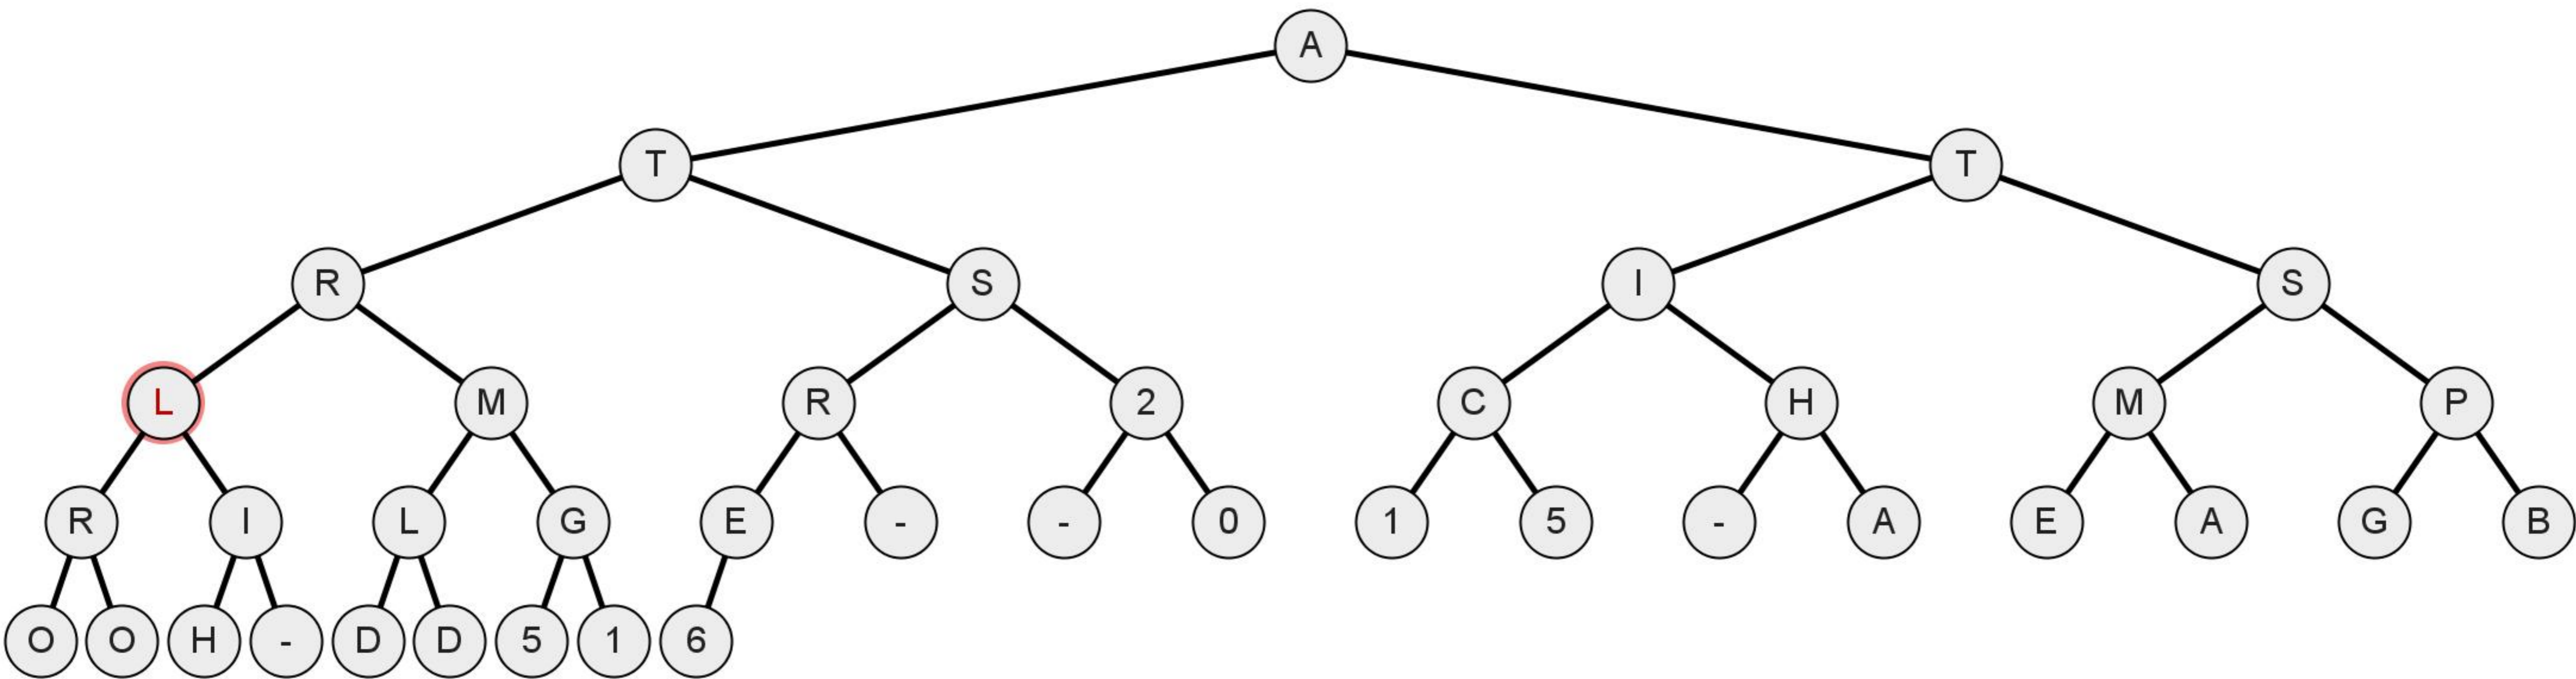 A
T T
R S I S
L M R 2 C H M P
R I L G E - - 0 1 5 - A E A G B
O O H - D D 5 1 6